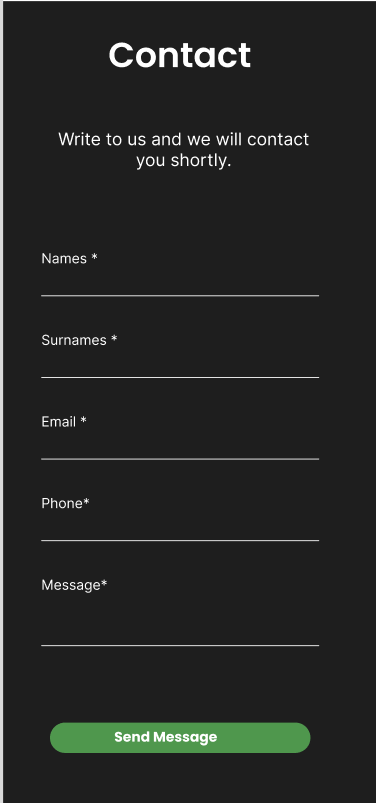 Contact
Write to us and we will contact
you shortly.
Names *
Surnames *
Email *
Phone*
Message*
Send Message